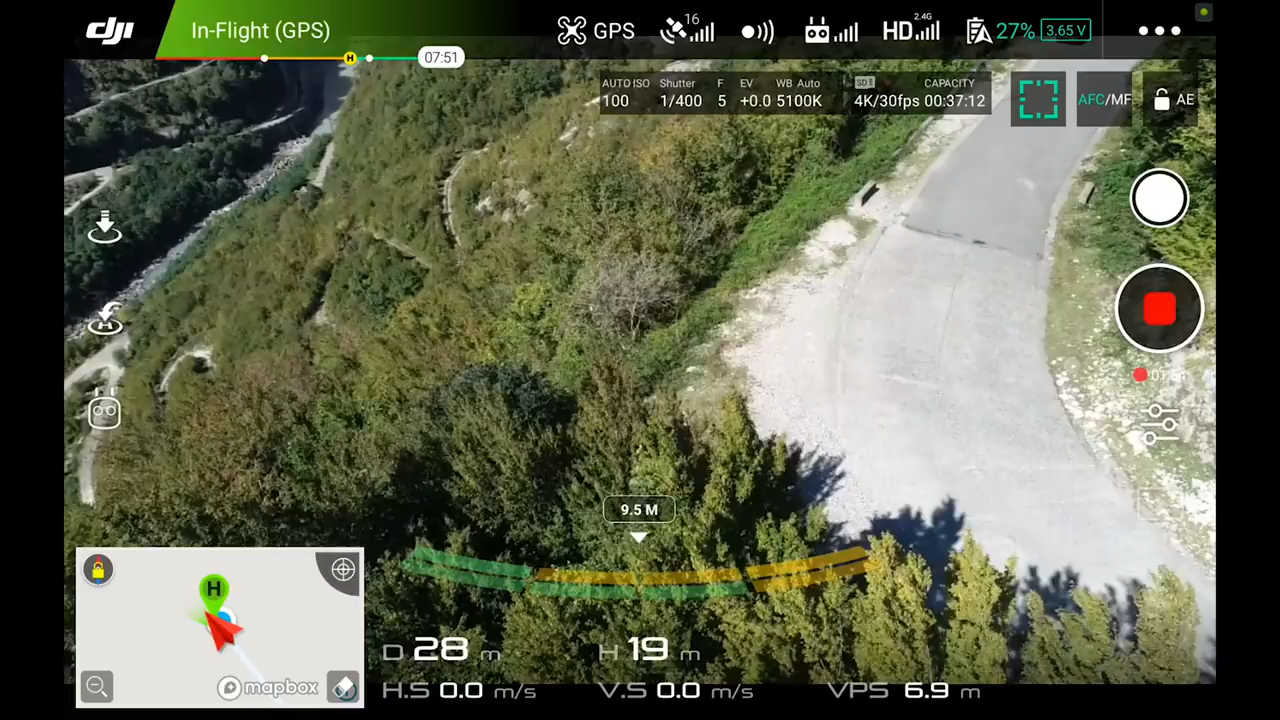 dji
In-Flight (GPS)
GPS
16
HD 2.4G
27%
3.65 V
H
07:51
AUTO ISO
100
Shutter
1/400
F
5
EV
+0.0
WB Auto
5100K
SD
4K/30fps
CAPACITY
00:37:12
AFC/MF
AE
9.5 M
H
mapbox
D 28 m
H 19 m
H.S 0.0 m/s
V.S 0.0 m/s
VPS 6.9 m